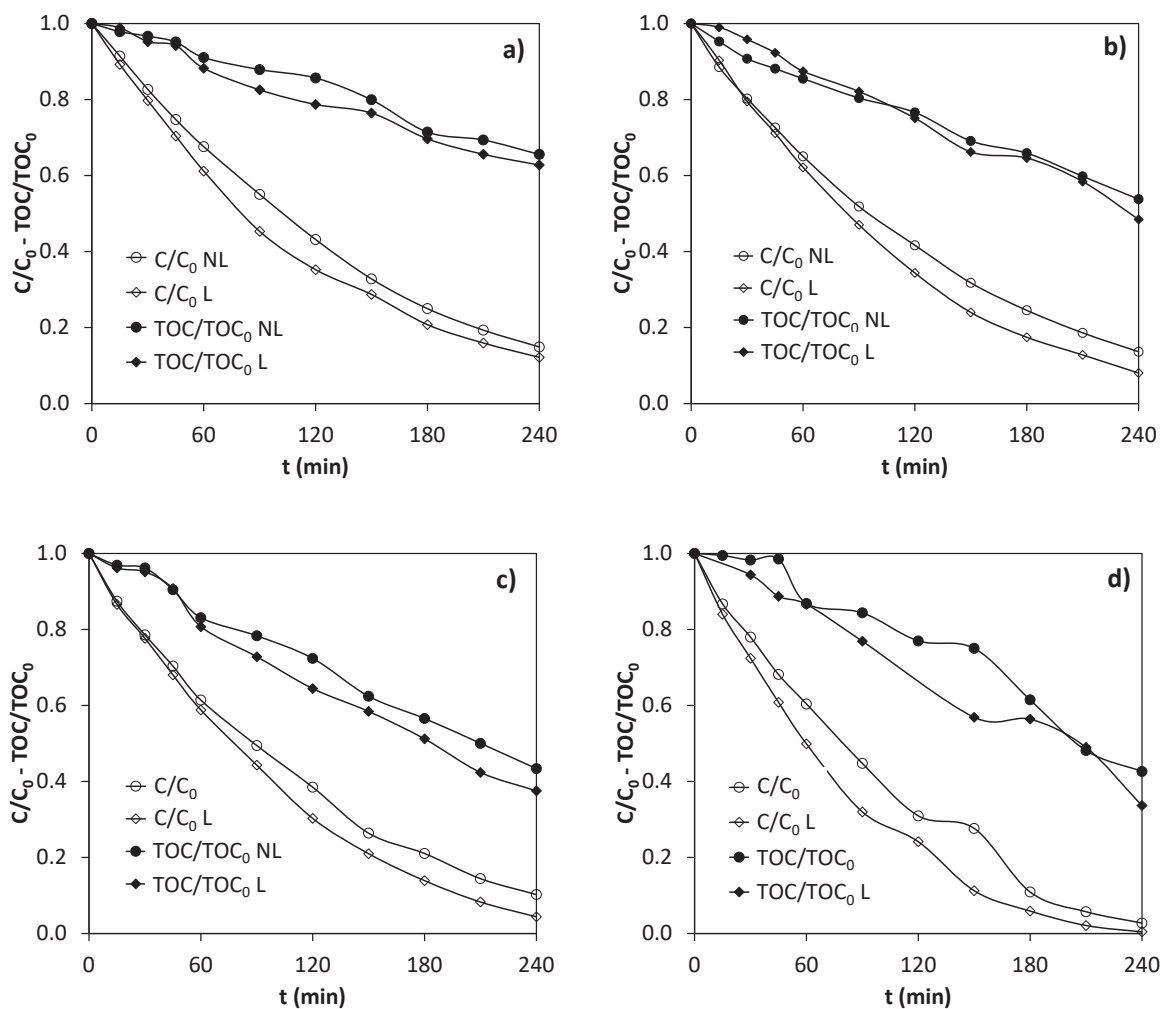 a)
C/C₀ - TOC/TOC₀
1.0
0.8
0.6
0.4
0.2
0.0
C/C₀ NL
C/C₀ L
TOC/TOC₀ NL
TOC/TOC₀ L
0 60 120 180 240
t (min)
b)
C/C₀ - TOC/TOC₀
1.0
0.8
0.6
0.4
0.2
0.0
C/C₀ NL
C/C₀ L
TOC/TOC₀ NL
TOC/TOC₀ L
0 60 120 180 240
t (min)
c)
C/C₀ - TOC/TOC₀
1.0
0.8
0.6
0.4
0.2
0.0
C/C₀
C/C₀ L
TOC/TOC₀ NL
TOC/TOC₀ L
0 60 120 180 240
t (min)
d)
C/C₀ - TOC/TOC₀
1.0
0.8
0.6
0.4
0.2
0.0
C/C₀
C/C₀ L
TOC/TOC₀
TOC/TOC₀ L
0 60 120 180 240
t (min)